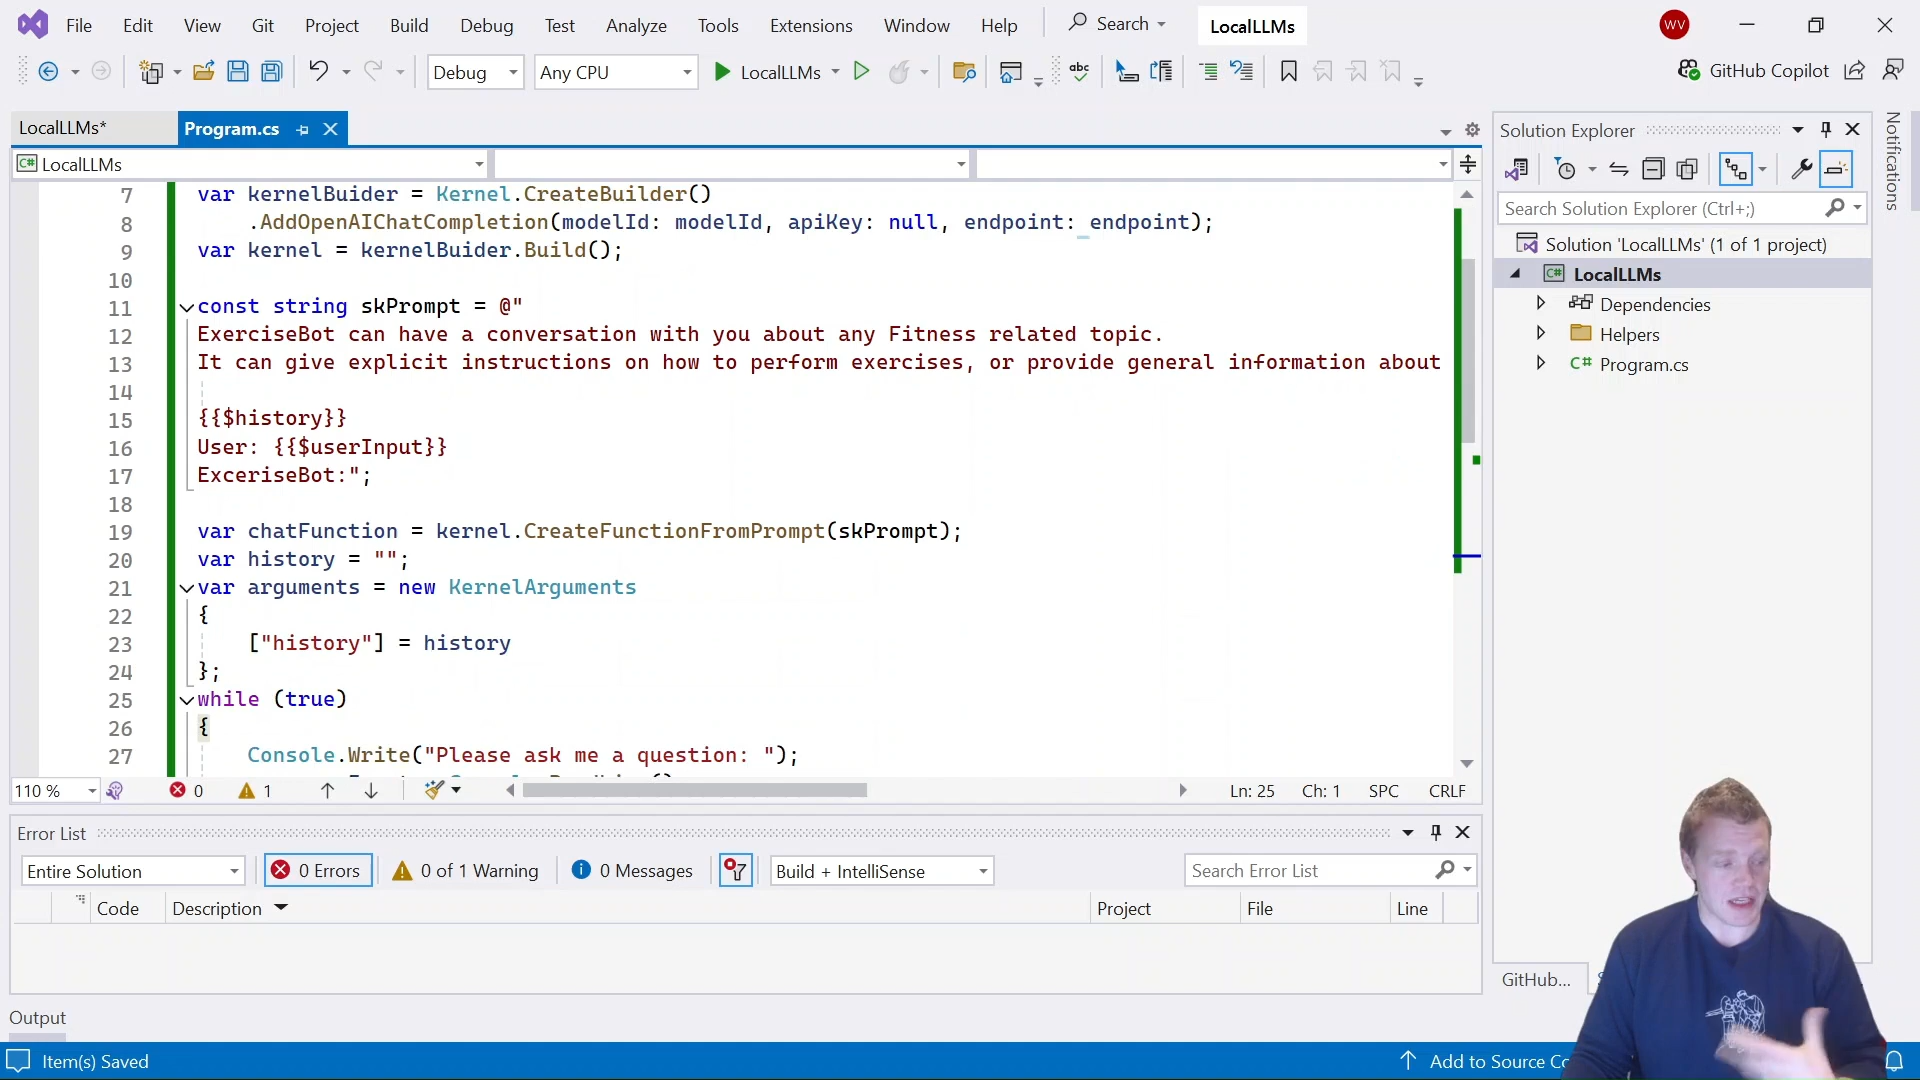 File Edit View Git Project Build Debug Test Analyze Tools Extensions Window Help Search LocalLLMs WV
Debug Any CPU LocalLLMs abc GitHub Copilot
LocalLLMs* Program.cs
C# LocalLLMs
7 var kernelBuider = Kernel.CreateBuilder()
8 .AddOpenAIChatCompletion(modelId: modelId, apiKey: null, endpoint: endpoint);
9 var kernel = kernelBuider.Build();
10
11 const string skPrompt = @"
12 ExerciseBot can have a conversation with you about any Fitness related topic.
13 It can give explicit instructions on how to perform exercises, or provide general information about
14
15 {{$history}}
16 User: {{$userInput}}
17 ExceriseBot:";
18
19 var chatFunction = kernel.CreateFunctionFromPrompt(skPrompt);
20 var history = "";
21 var arguments = new KernelArguments
22 {
23 ["history"] = history
24 };
25 while (true)
26 {
27 Console.Write("Please ask me a question: ");
110 % 0 1 Ln: 25 Ch: 1 SPC CRLF
Error List
Entire Solution 0 Errors 0 of 1 Warning 0 Messages Build + IntelliSense Search Error List
Code Description Project File Line
Output
Item(s) Saved Add to Source Co
Solution Explorer
Search Solution Explorer (Ctrl+;)
Solution 'LocalLLMs' (1 of 1 project)
C# LocalLLMs
Dependencies
Helpers
C# Program.cs
GitHub...
Notifications